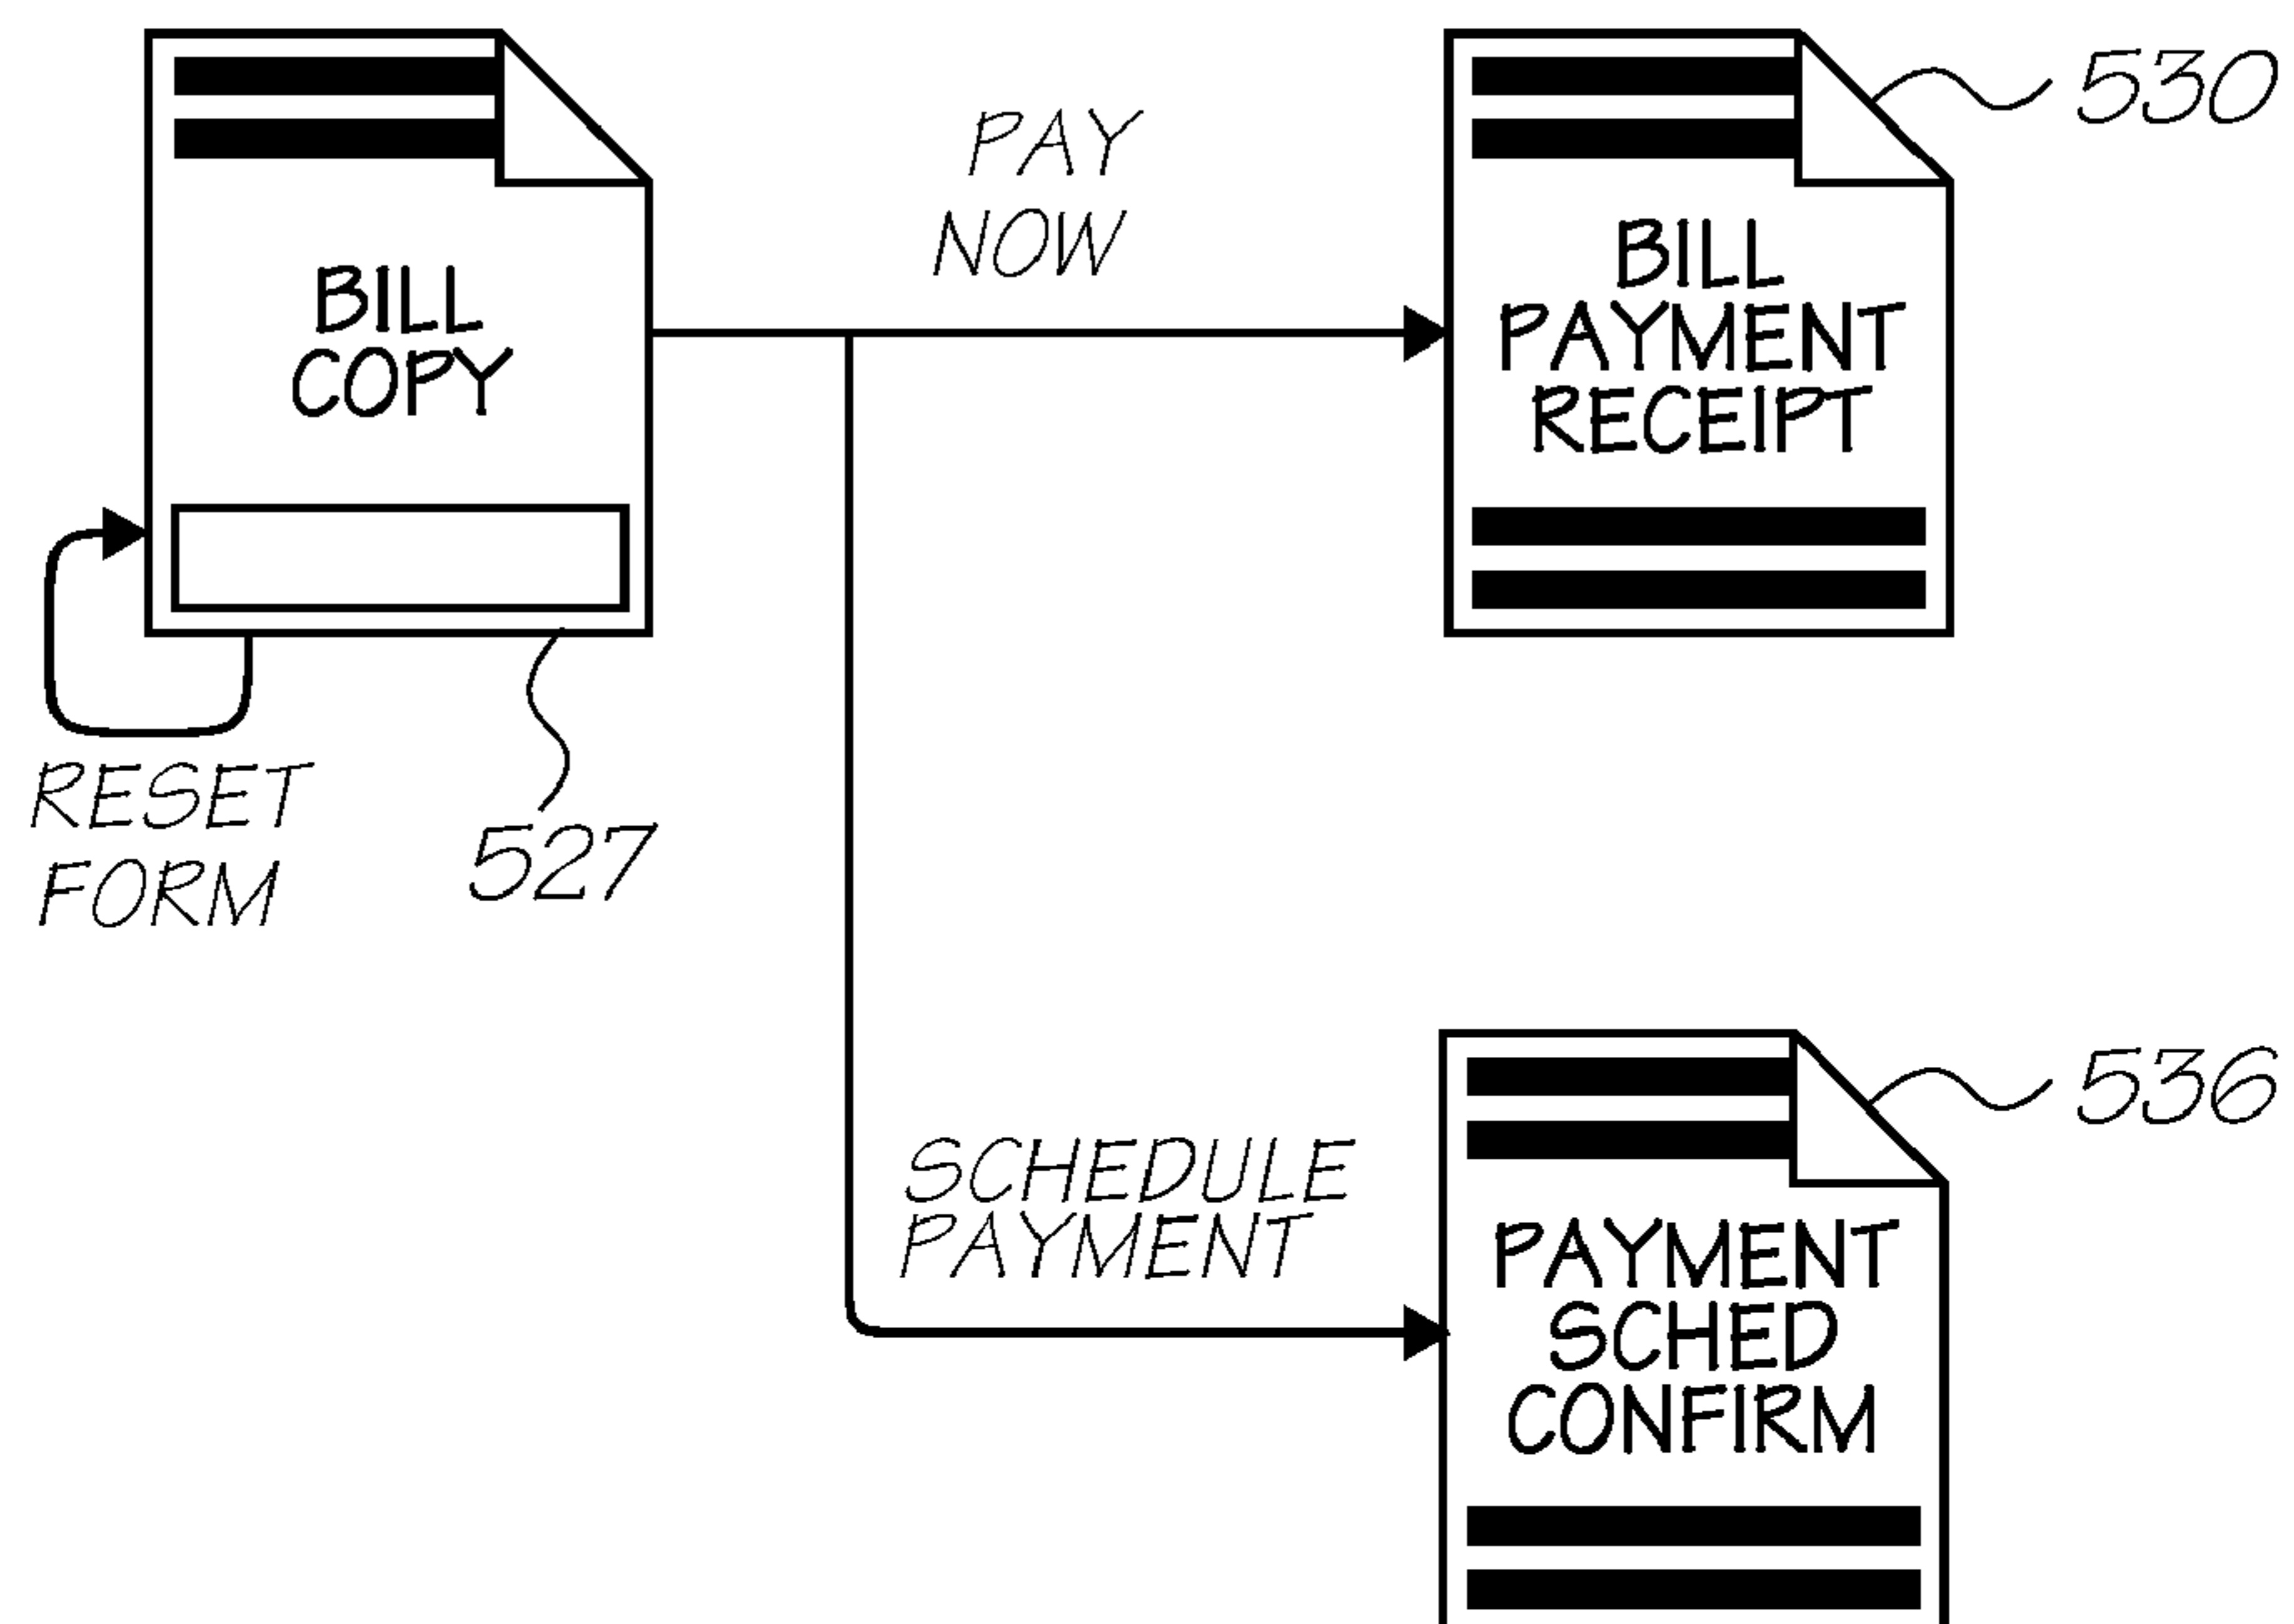 BILL
COPY
PAY
NOW
BILL
PAYMENT
RECEIPT
530
RESET
FORM
527
SCHEDULE
PAYMENT
PAYMENT
SCHED
CONFIRM
536